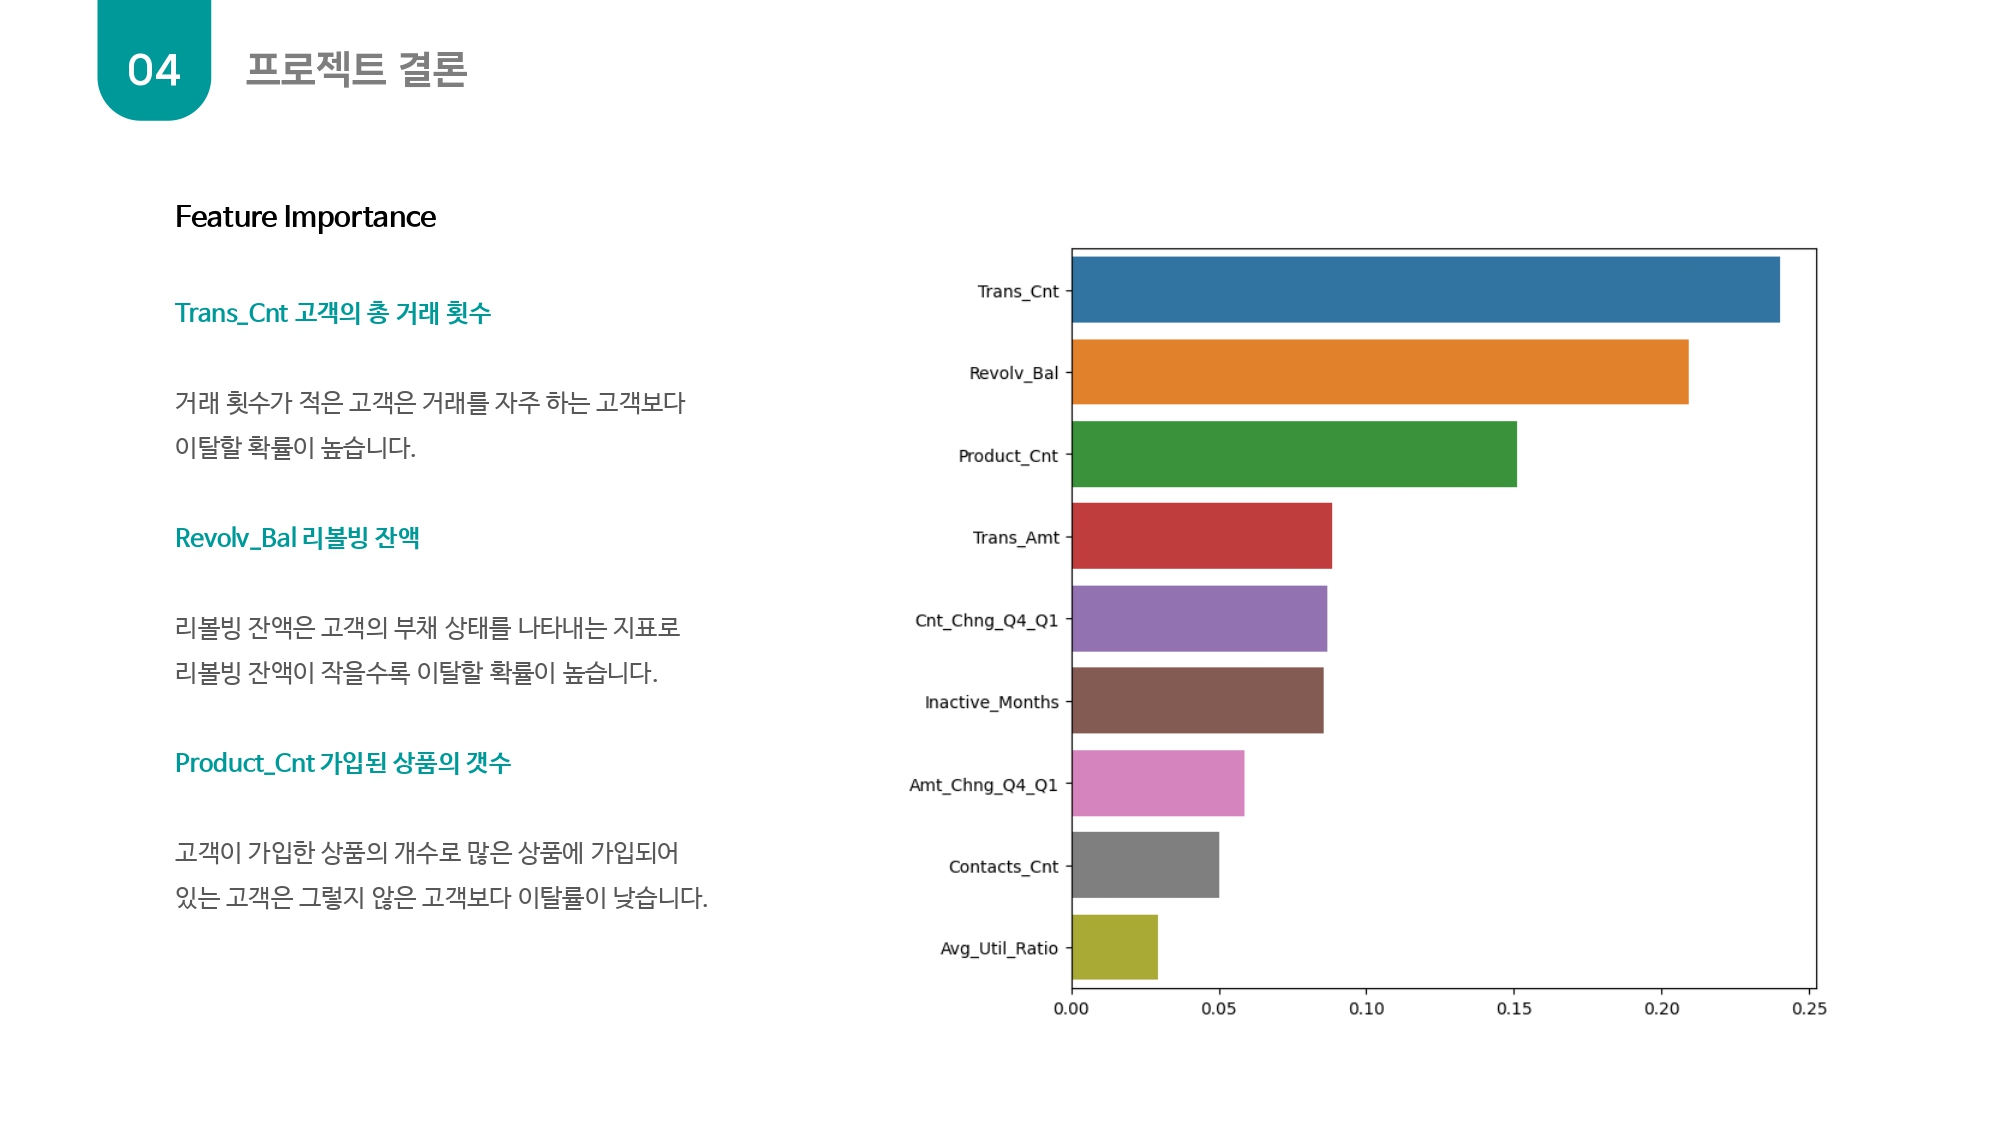 04
프로젝트 결론
Feature Importance
Trans_Cnt 고객의 총 거래 횟수
거래 횟수가 적은 고객은 거래를 자주 하는 고객보다
이탈할 확률이 높습니다.
Revolv_Bal 리볼빙 잔액
리볼빙 잔액은 고객의 부채 상태를 나타내는 지표로
리볼빙 잔액이 작을수록 이탈할 확률이 높습니다.
Product_Cnt 가입된 상품의 갯수
고객이 가입한 상품의 개수로 많은 상품에 가입되어
있는 고객은 그렇지 않은 고객보다 이탈률이 낮습니다.
Trans_Cnt
Revolv_Bal
Product_Cnt
Trans_Amt
Cnt_Chng_Q4_Q1
Inactive_Months
Amt_Chng_Q4_Q1
Contacts_Cnt
Avg_Util_Ratio
0.00 0.05 0.10 0.15 0.20 0.25